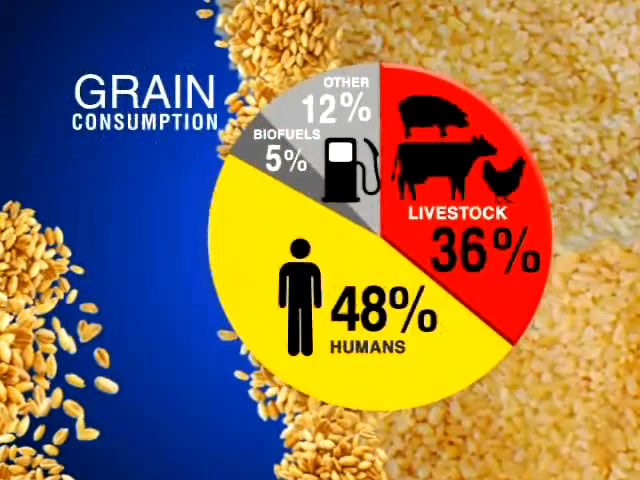 GRAIN
CONSUMPTION
OTHER
12%
BIOFUELS
5%
LIVESTOCK
36%
48%
HUMANS